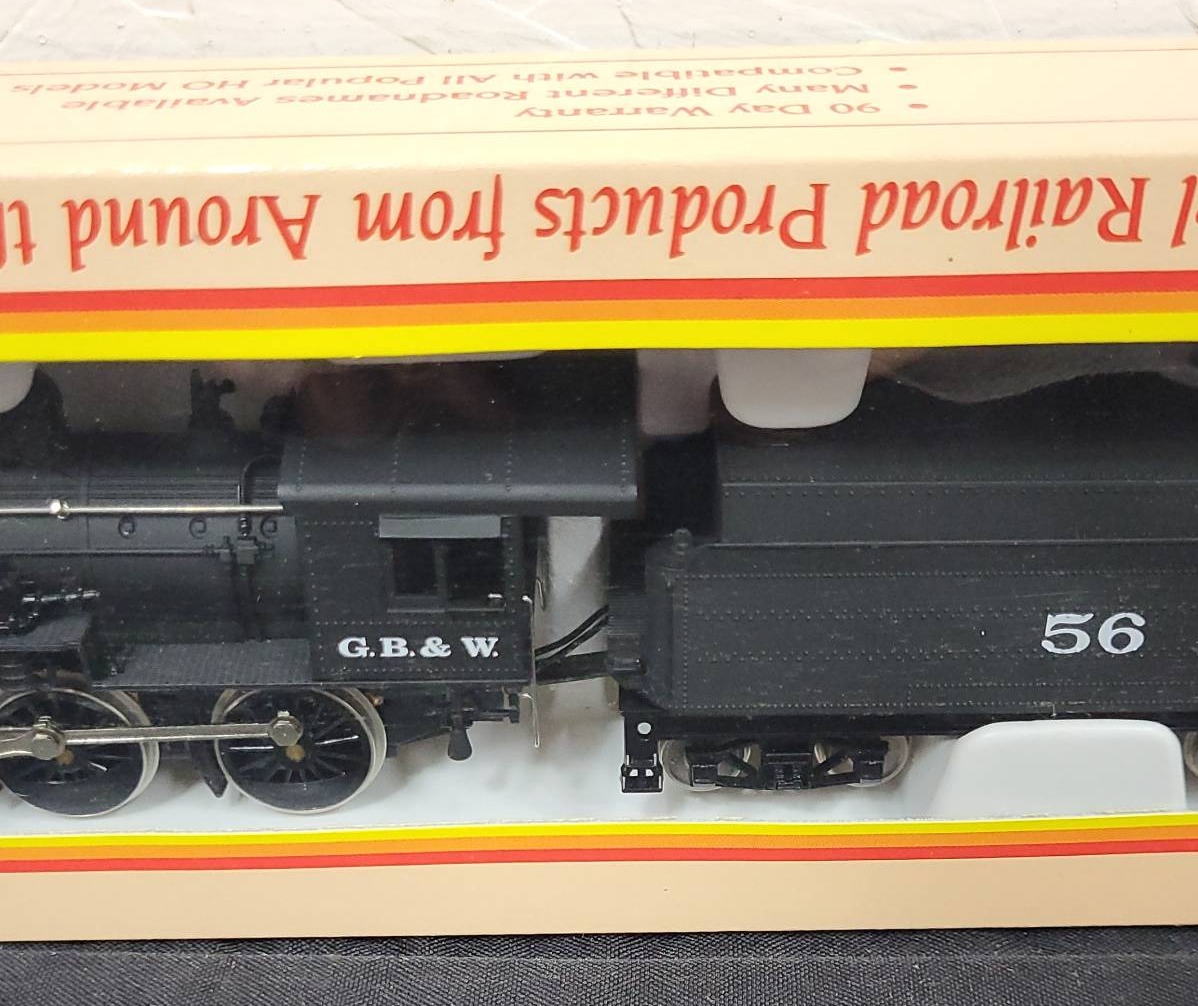 • 90 Day Warranty
• Many Different Roadnames Available
• Compatible with All Popular HO Models
Railroad Products from Around
G.B.& W.
56